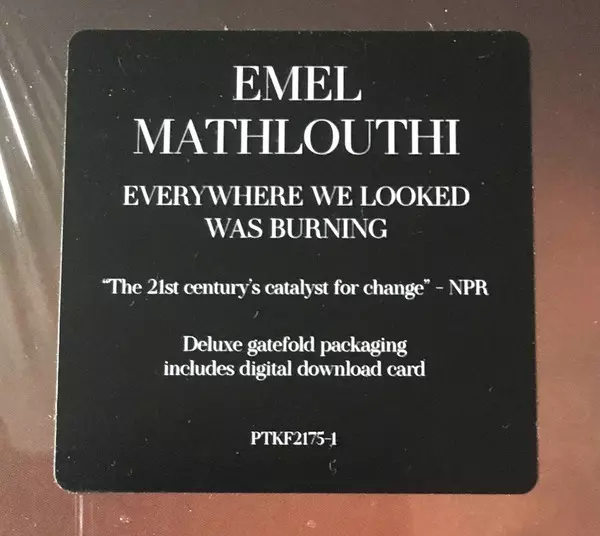 EMEL
MATHLOUTHI
EVERYWHERE WE LOOKED
WAS BURNING
“The 21st century’s catalyst for change” - NPR
Deluxe gatefold packaging
includes digital download card
PTKF2175-1